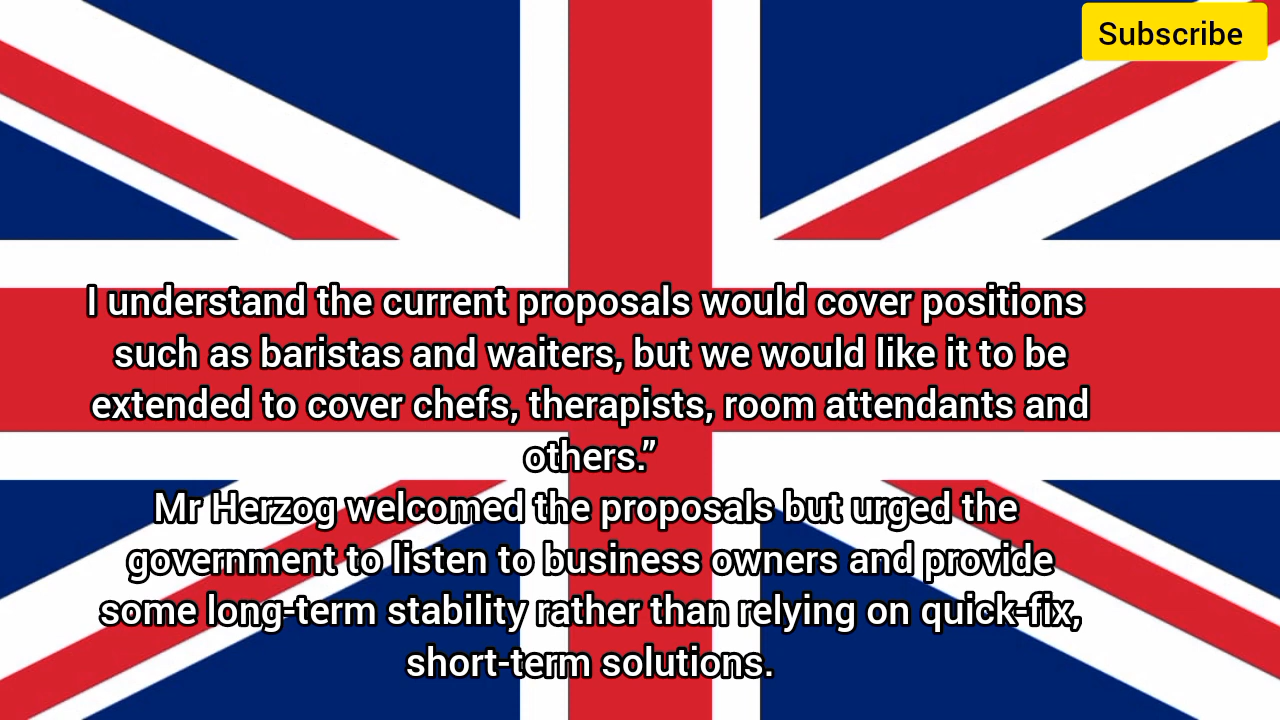 Subscribe
I understand the current proposals would cover positions
such as baristas and waiters, but we would like it to be
extended to cover chefs, therapists, room attendants and
others.”
Mr Herzog welcomed the proposals but urged the
government to listen to business owners and provide
some long-term stability rather than relying on quick-fix,
short-term solutions.